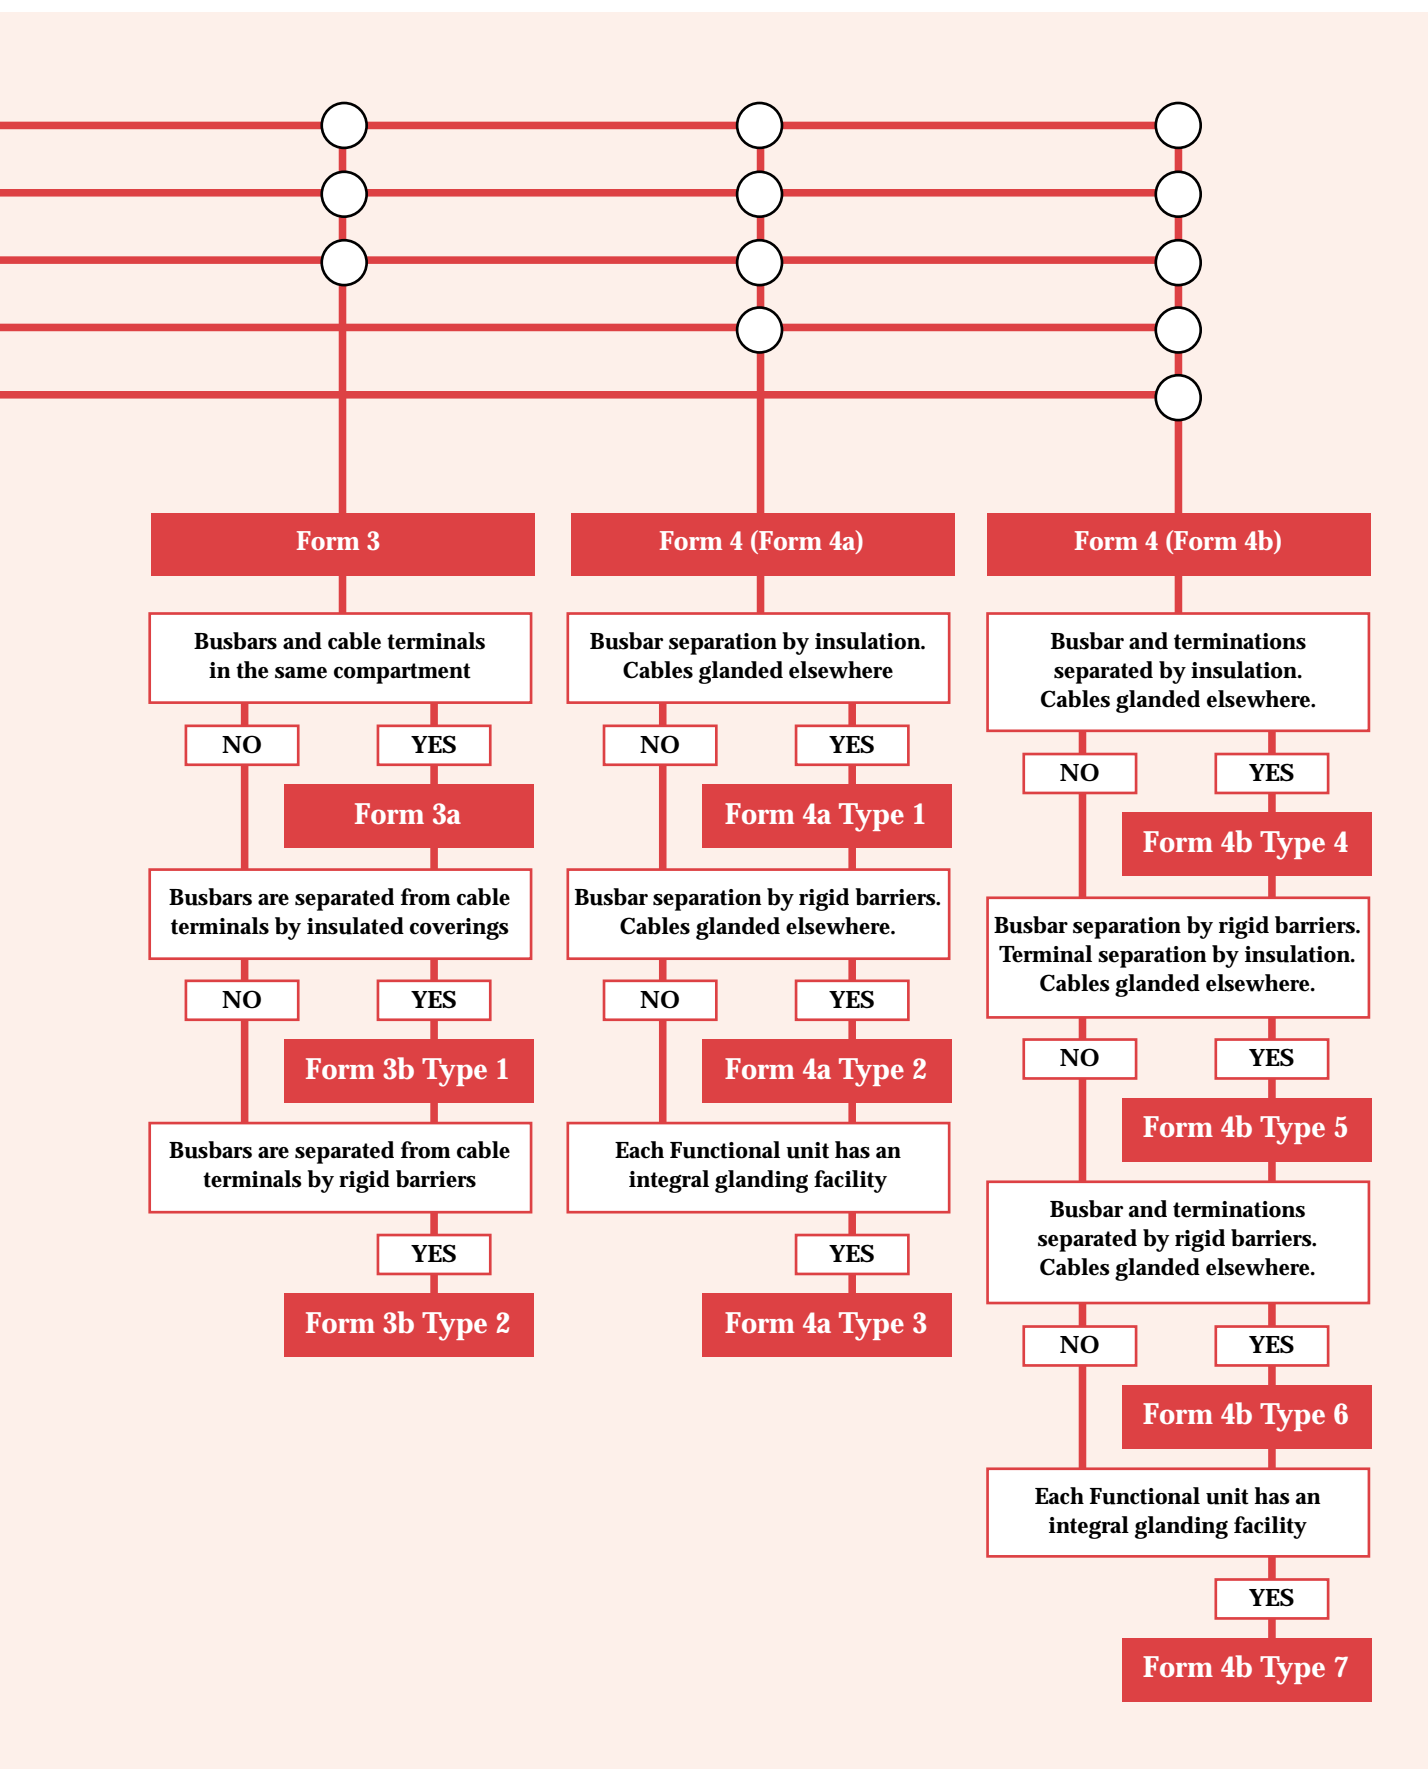 Form 3
Busbars and cable terminals
in the same compartment
NO
YES
Form 3a
Busbars are separated from cable
terminals by insulated coverings
NO
YES
Form 3b Type 1
Busbars are separated from cable
terminals by rigid barriers
YES
Form 3b Type 2
Form 4 (Form 4a)
Busbar separation by insulation.
Cables glanded elsewhere
NO
YES
Form 4a Type 1
Busbar separation by rigid barriers.
Cables glanded elsewhere.
NO
YES
Form 4a Type 2
Each Functional unit has an
integral glanding facility
YES
Form 4a Type 3
Form 4 (Form 4b)
Busbar and terminations
separated by insulation.
Cables glanded elsewhere.
NO
YES
Form 4b Type 4
Busbar separation by rigid barriers.
Terminal separation by insulation.
Cables glanded elsewhere.
NO
YES
Form 4b Type 5
Busbar and terminations
separated by rigid barriers.
Cables glanded elsewhere.
NO
YES
Form 4b Type 6
Each Functional unit has an
integral glanding facility
YES
Form 4b Type 7